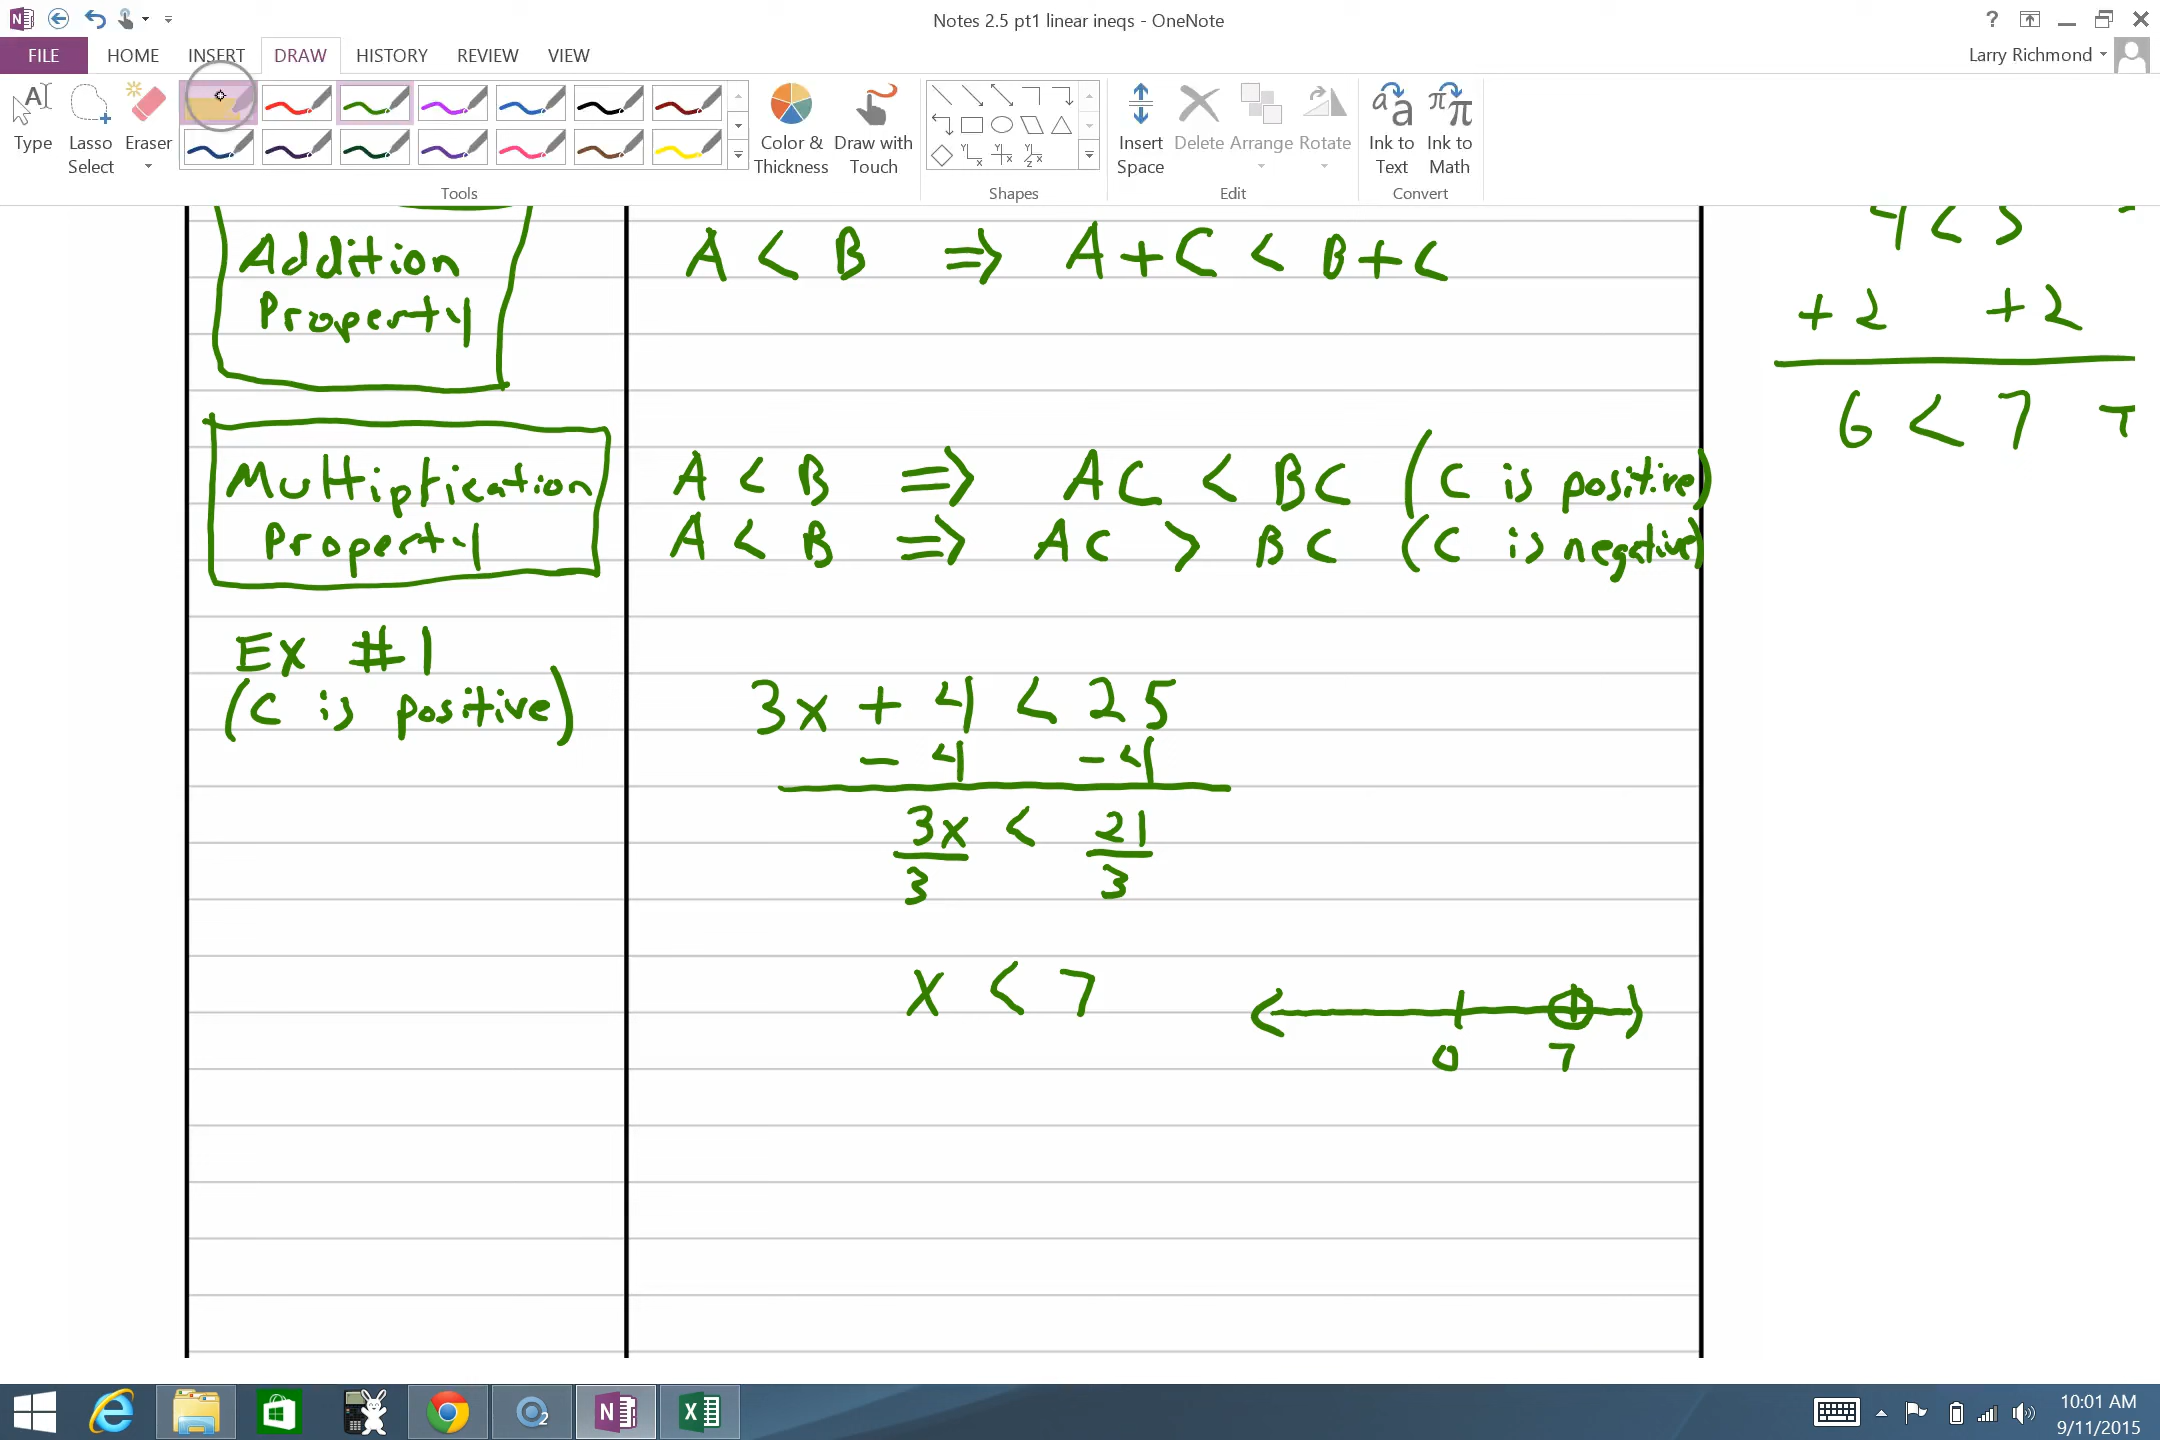 Notes 2.5 pt1 linear ineqs - OneNote
FILE HOME INSERT DRAW HISTORY REVIEW VIEW
Larry Richmond
Type
Lasso Select
Eraser
Color & Thickness
Draw with Touch
Insert Space
Delete Arrange Rotate
Ink to Text
Ink to Math
Tools Shapes Edit Convert
Addition Property
A < B ⇒ A + C < B + C
4 < 5
+2 +2
6 < 7
Multiplication Property
A < B ⇒ AC < BC (C is positive)
A < B ⇒ AC > BC (C is negative)
Ex #1
(C is positive)
3x + 4 < 25
- 4 - 4
3x < 21
3 3
x < 7
0 7
10:01 AM
9/11/2015